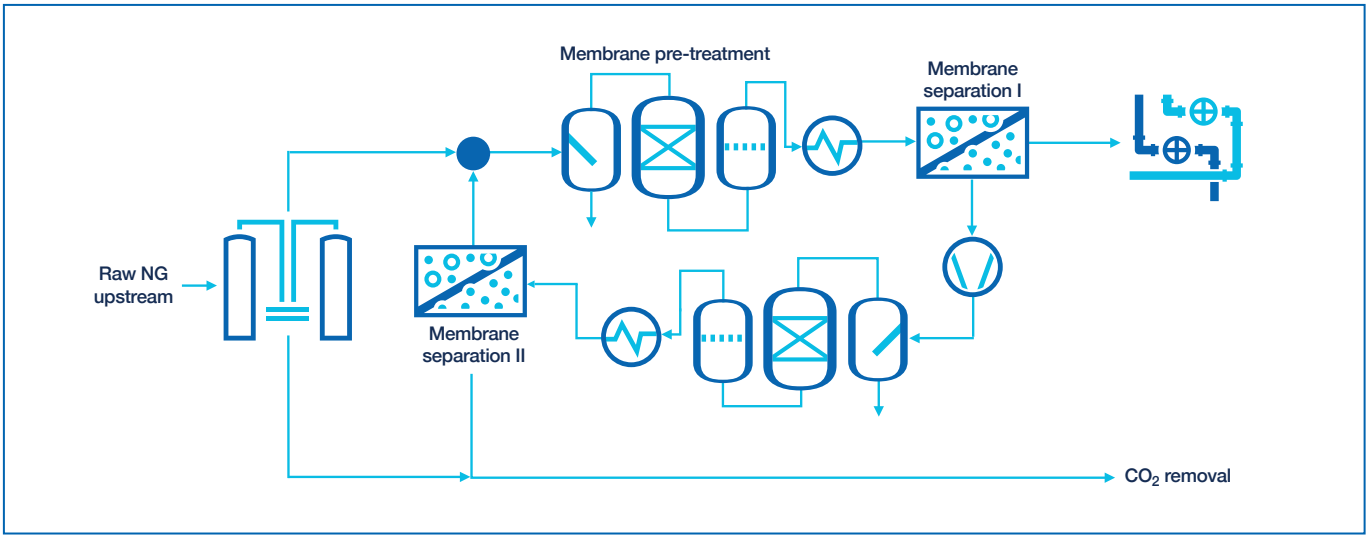 Membrane pre-treatment
Membrane
separation I
Raw NG
upstream
Membrane
separation II
CO₂ removal